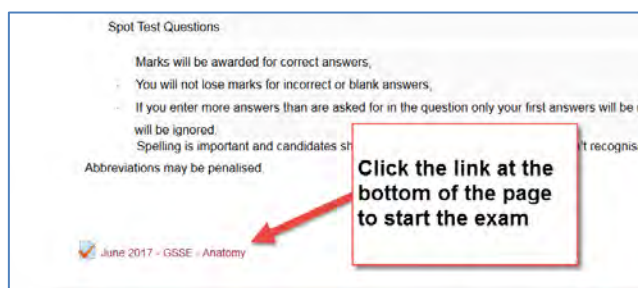 Spot Test Questions
Marks will be awarded for correct answers,
You will not lose marks for incorrect or blank answers,
If you enter more answers than are asked for in the question only your first answers will be
will be ignored.
Spelling is important and candidates 't recognis
Abbreviations may be penalised
Click the link at the
bottom of the page
to start the exam
June 2017 - GSSE - Anatomy